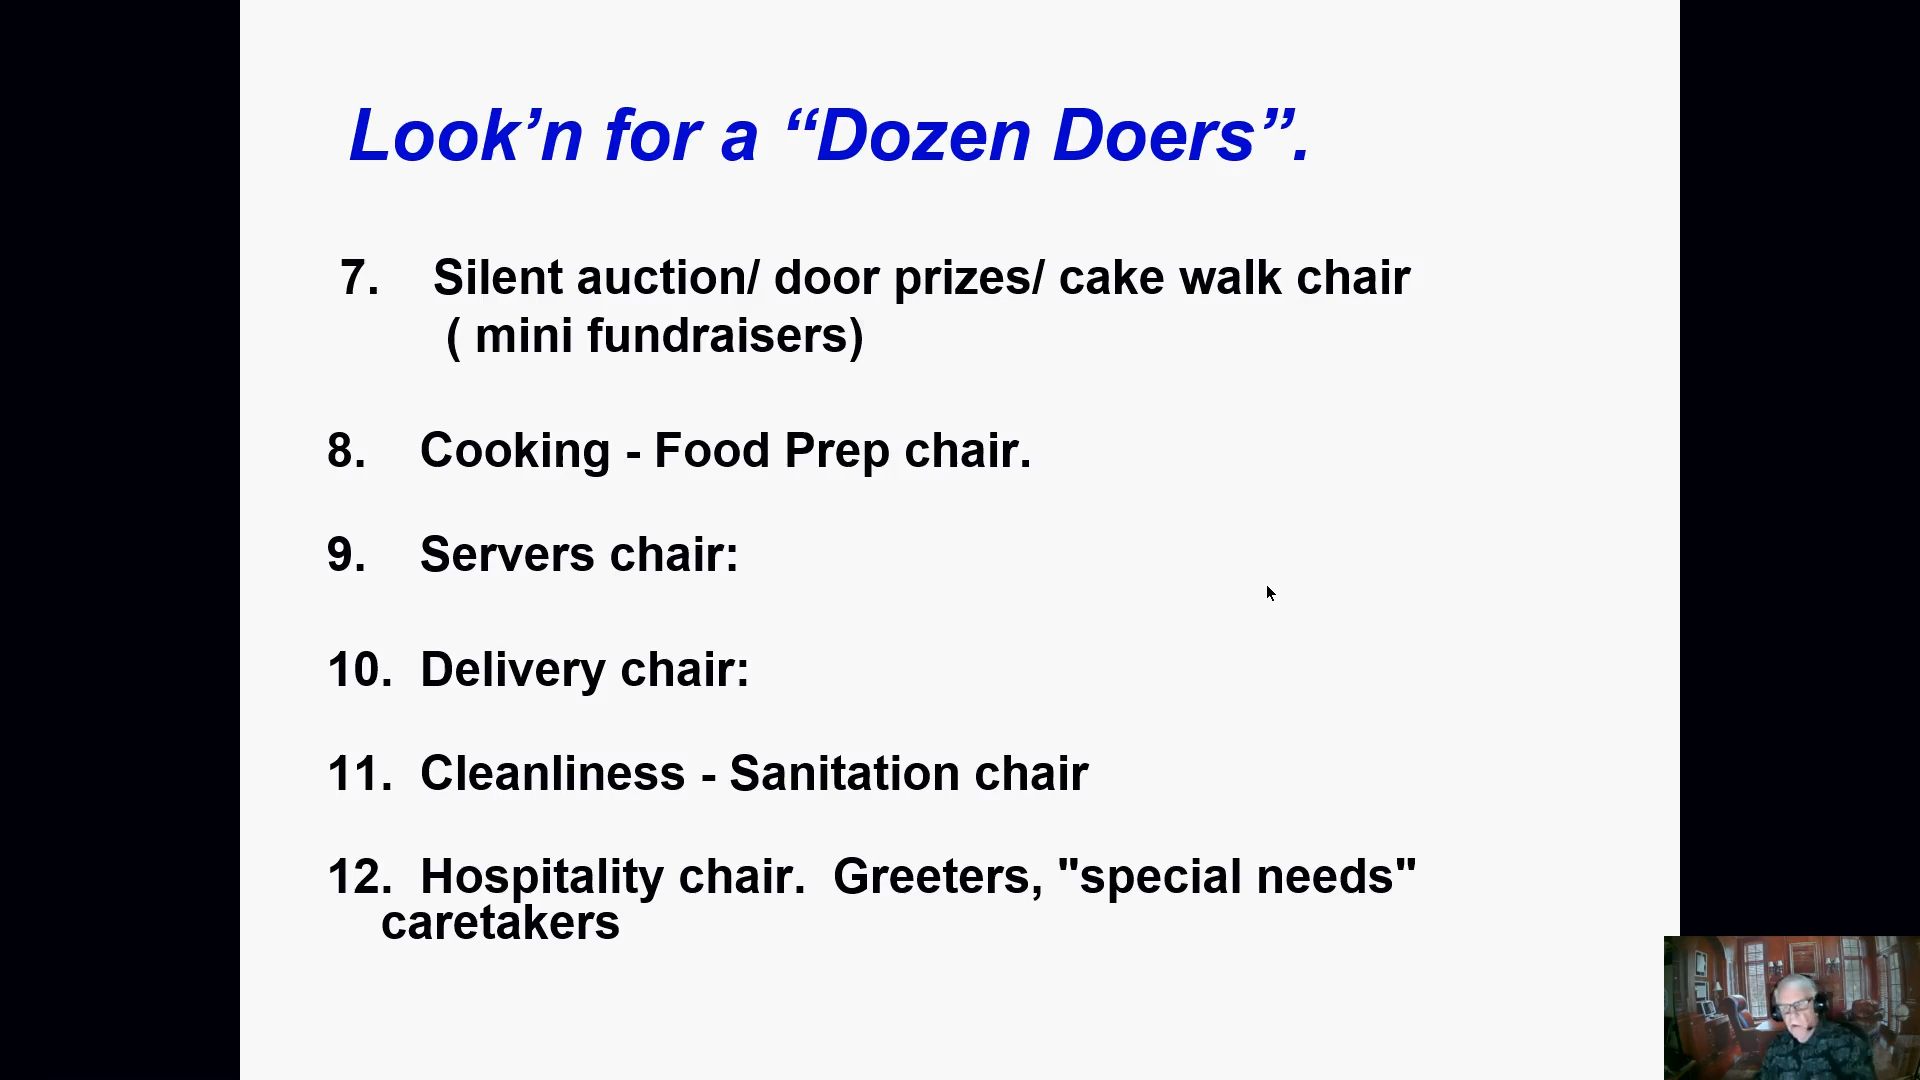 Look’n for a “Dozen Doers”.
7. Silent auction/ door prizes/ cake walk chair
( mini fundraisers)
8. Cooking - Food Prep chair.
9. Servers chair:
10. Delivery chair:
11. Cleanliness - Sanitation chair
12. Hospitality chair. Greeters, "special needs"
caretakers